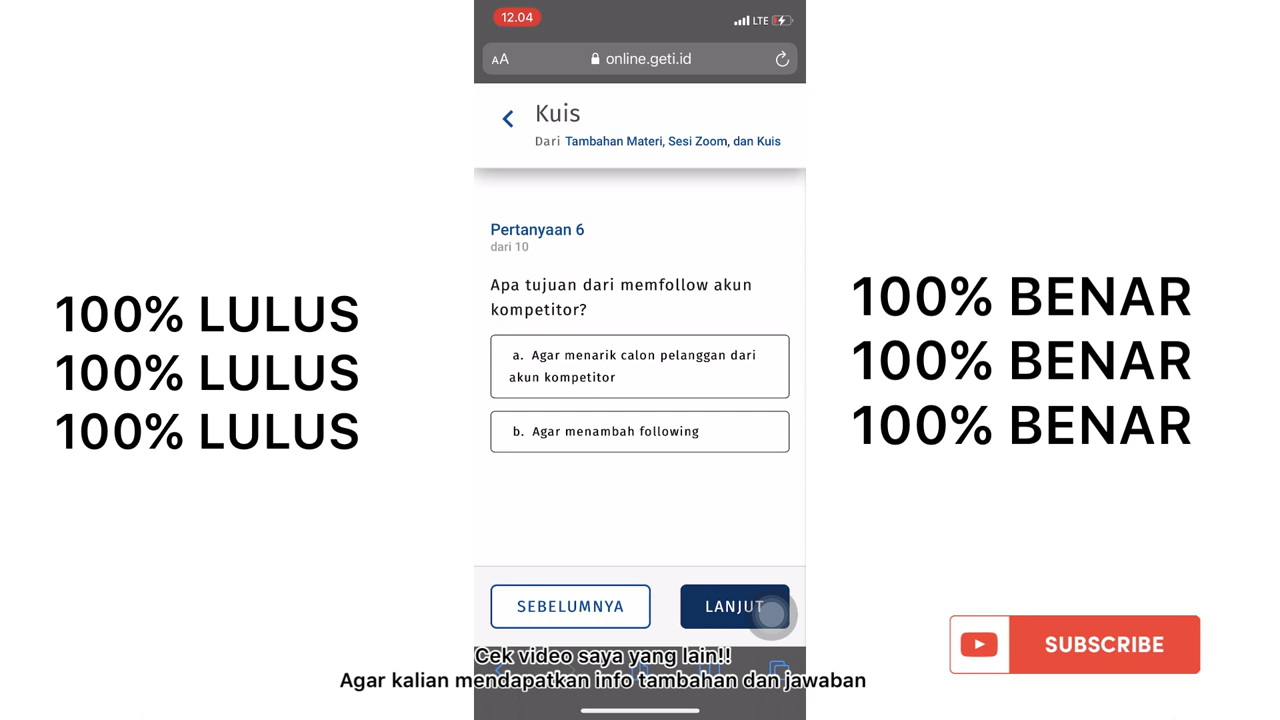 12.04
LTE
AA
online.geti.id
Kuis
Dari Tambahan Materi, Sesi Zoom, dan Kuis
Pertanyaan 6
dari 10
Apa tujuan dari memfollow akun
kompetitor?
a. Agar menarik calon pelanggan dari
akun kompetitor
b. Agar menambah following
SEBELUMNYA
LANJUT
100% LULUS
100% LULUS
100% LULUS
100% BENAR
100% BENAR
100% BENAR
SUBSCRIBE
Cek video saya yang lain!!
Agar kalian mendapatkan info tambahan dan jawaban